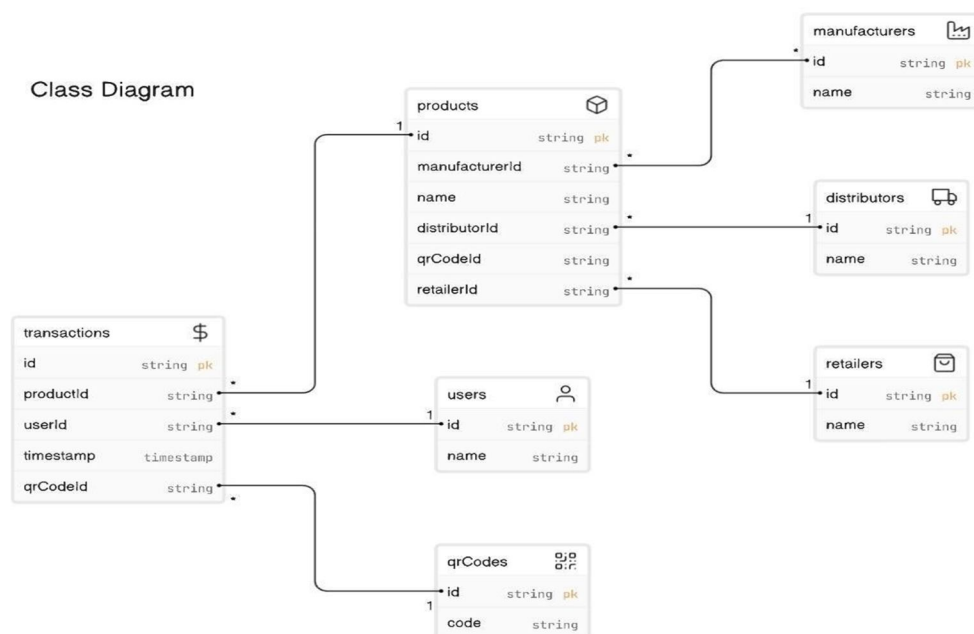 Class Diagram
manufacturers
* id string pk
name string
products
1 id string pk
manufacturerId string *
name string
distributorId string *
qrCodeId string
retailerId string *
distributors
1 id string pk
name string
retailers
1 id string pk
name string
transactions $
id string pk
productId string *
userId string *
timestamp timestamp
qrCodeId string *
users
1 id string pk
name string
qrCodes
1 id string pk
code string